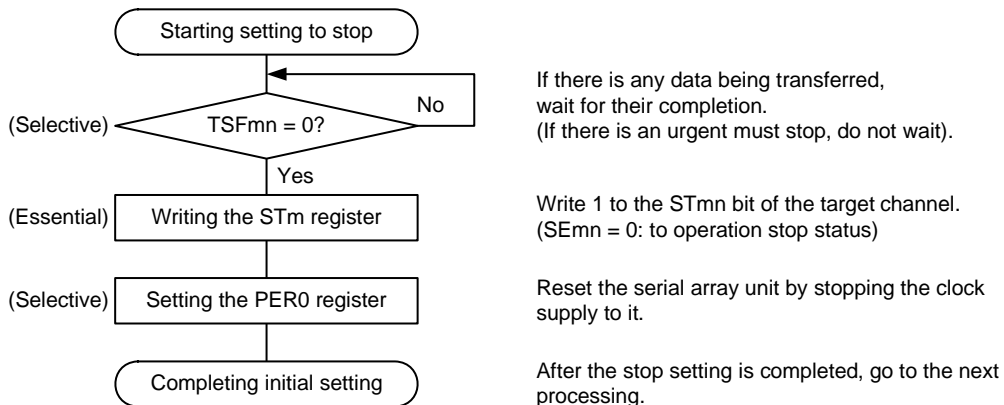 Starting setting to stop
If there is any data being transferred,
wait for their completion.
(If there is an urgent must stop, do not wait).
No
(Selective)
TSFmn = 0?
Yes
(Essential)
Writing the STm register
Write 1 to the STmn bit of the target channel.
(SEmn = 0: to operation stop status)
(Selective)
Setting the PER0 register
Reset the serial array unit by stopping the clock
supply to it.
Completing initial setting
After the stop setting is completed, go to the next
processing.